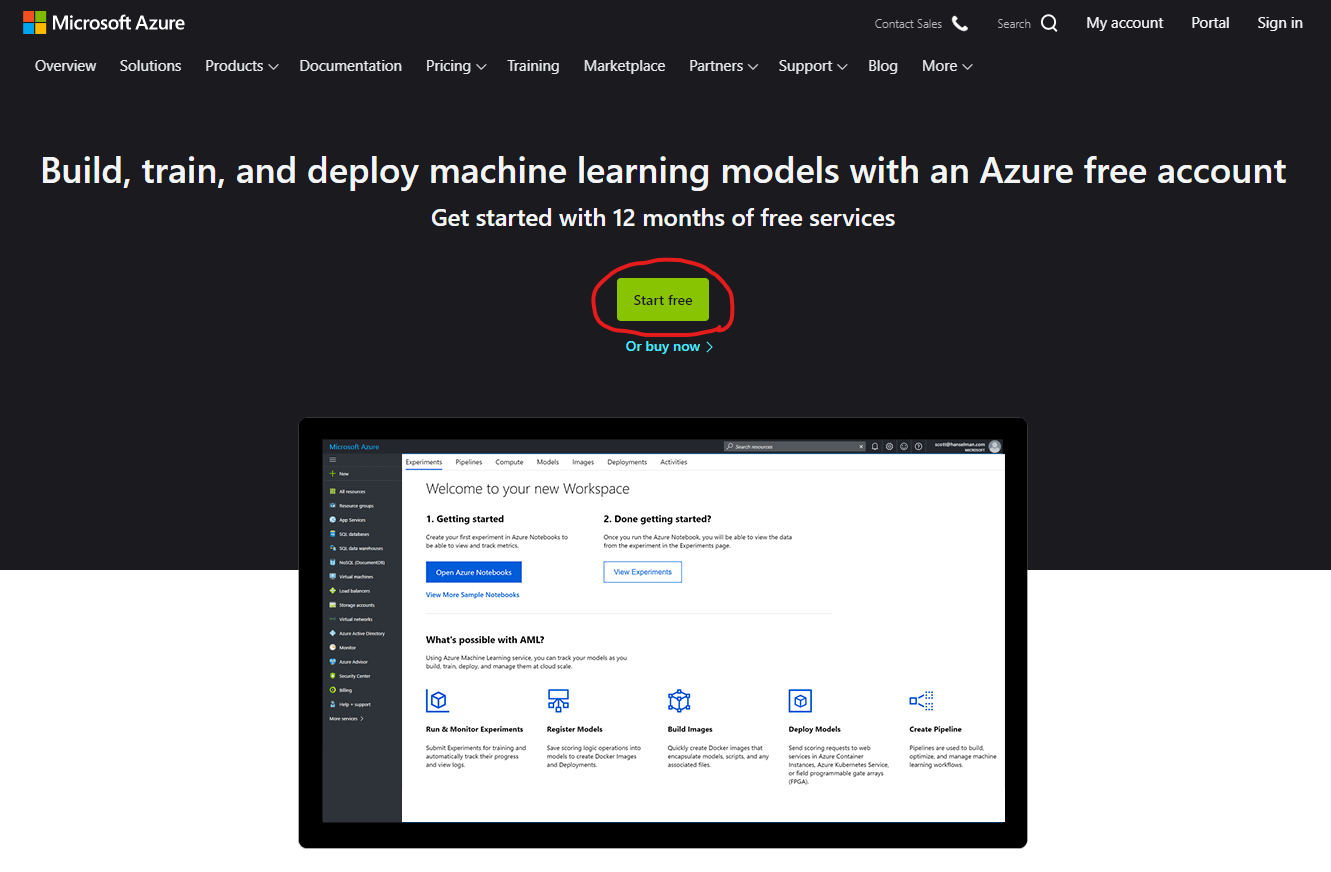 Microsoft Azure
Contact Sales
Search
My account
Portal
Sign in
Overview
Solutions
Products
Documentation
Pricing
Training
Marketplace
Partners
Support
Blog
More
Build, train, and deploy machine learning models with an Azure free account
Get started with 12 months of free services
Start free
Or buy now
Microsoft Azure
Search resources
scott@hanselman.com
MICROSOFT
New
All resources
Resource groups
App Services
SQL databases
SQL data warehouses
NoSQL (DocumentDB)
Virtual machines
Load balancers
Storage accounts
Virtual networks
Azure Active Directory
Monitor
Azure Advisor
Security Center
Billing
Help + support
More services
Experiments
Pipelines
Compute
Models
Images
Deployments
Activities
Welcome to your new Workspace
1. Getting started
Create your first experiment in Azure Notebooks to
be able to view and track metrics.
Open Azure Notebooks
View More Sample Notebooks
2. Done getting started?
Once you run the Azure Notebook, you will be able to view the data
from the experiment in the Experiments page.
View Experiments
What's possible with AML?
Using Azure Machine Learning service, you can track your models as you
build, train, deploy, and manage them at cloud scale.
Run & Monitor Experiments
Submit Experiments for training and
automatically track their progress
and view logs.
Register Models
Save scoring logic operations into
models to create Docker Images
and Deployments.
Build Images
Quickly create Docker images that
encapsulate models, scripts, and any
associated files.
Deploy Models
Send scoring requests to web
services in Azure Container
Instances, Azure Kubernetes Service,
or field programmable gate arrays
(FPGA).
Create Pipeline
Pipelines are used to build,
optimize, and manage machine
learning workflows.